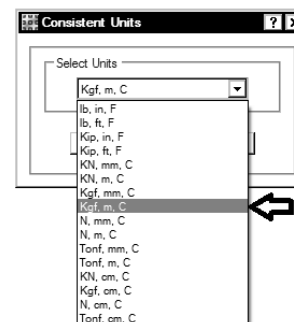 Consistent Units
?
Select Units
Kgf, m, C
lb, in, F
lb, ft, F
Kip, in, F
Kip, ft, F
KN, mm, C
KN, m, C
Kgf, mm, C
Kgf, m, C
N, mm, C
N, m, C
Tonf, mm, C
Tonf, m, C
KN, cm, C
Kgf, cm, C
N, cm, C
Tonf, cm, C